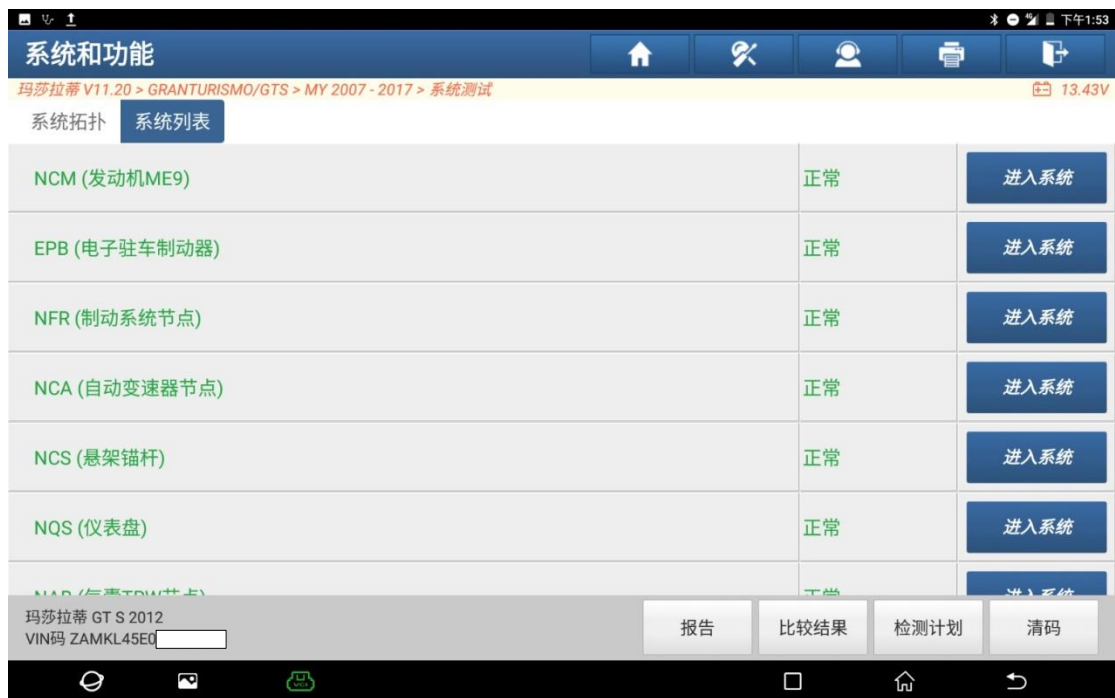 下午1:53
系统和功能
玛莎拉蒂 V11.20 > GRANTURISMO/GTS > MY 2007 - 2017 > 系统测试
13.43V
系统拓扑 系统列表
NCM (发动机ME9) 正常 进入系统
EPB (电子驻车制动器) 正常 进入系统
NFR (制动系统节点) 正常 进入系统
NCA (自动变速器节点) 正常 进入系统
NCS (悬架锚杆) 正常 进入系统
NQS (仪表盘) 正常 进入系统
玛莎拉蒂 GT S 2012
VIN码 ZAMKL45E0
报告 比较结果 检测计划 清码